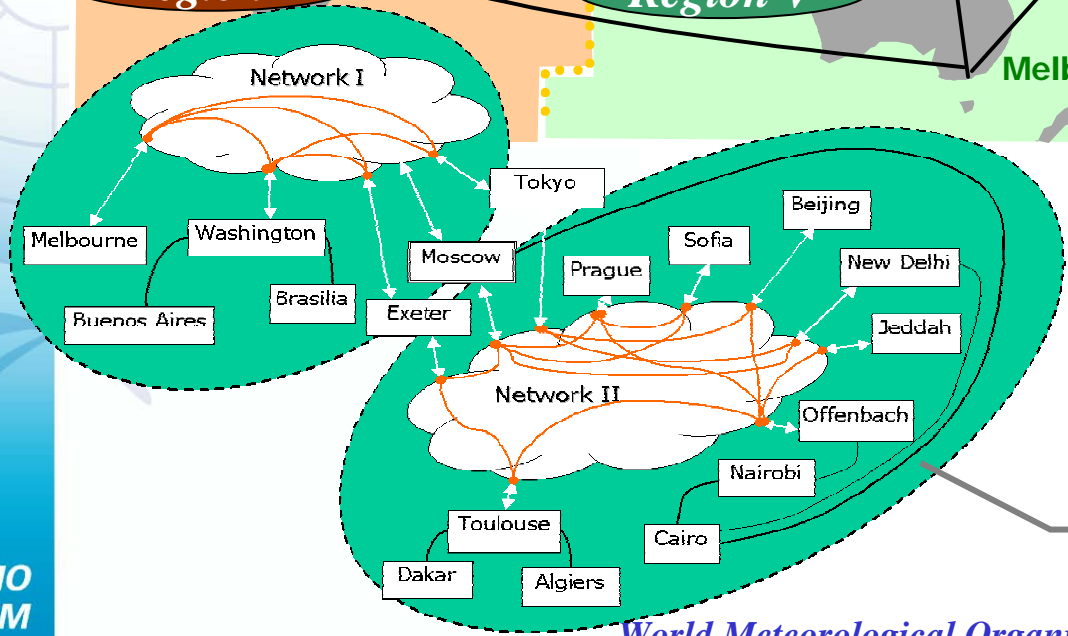 Region V
Melb
Network I
Tokyo
Beijing
Melbourne
Washington
Sofia
Moscow
Prague
New Delhi
Brasilia
Buenos Aires
Exeter
Jeddah
Network II
Offenbach
Nairobi
Toulouse
Cairo
Dakar
Algiers
IO
M
World Meteorological Organ